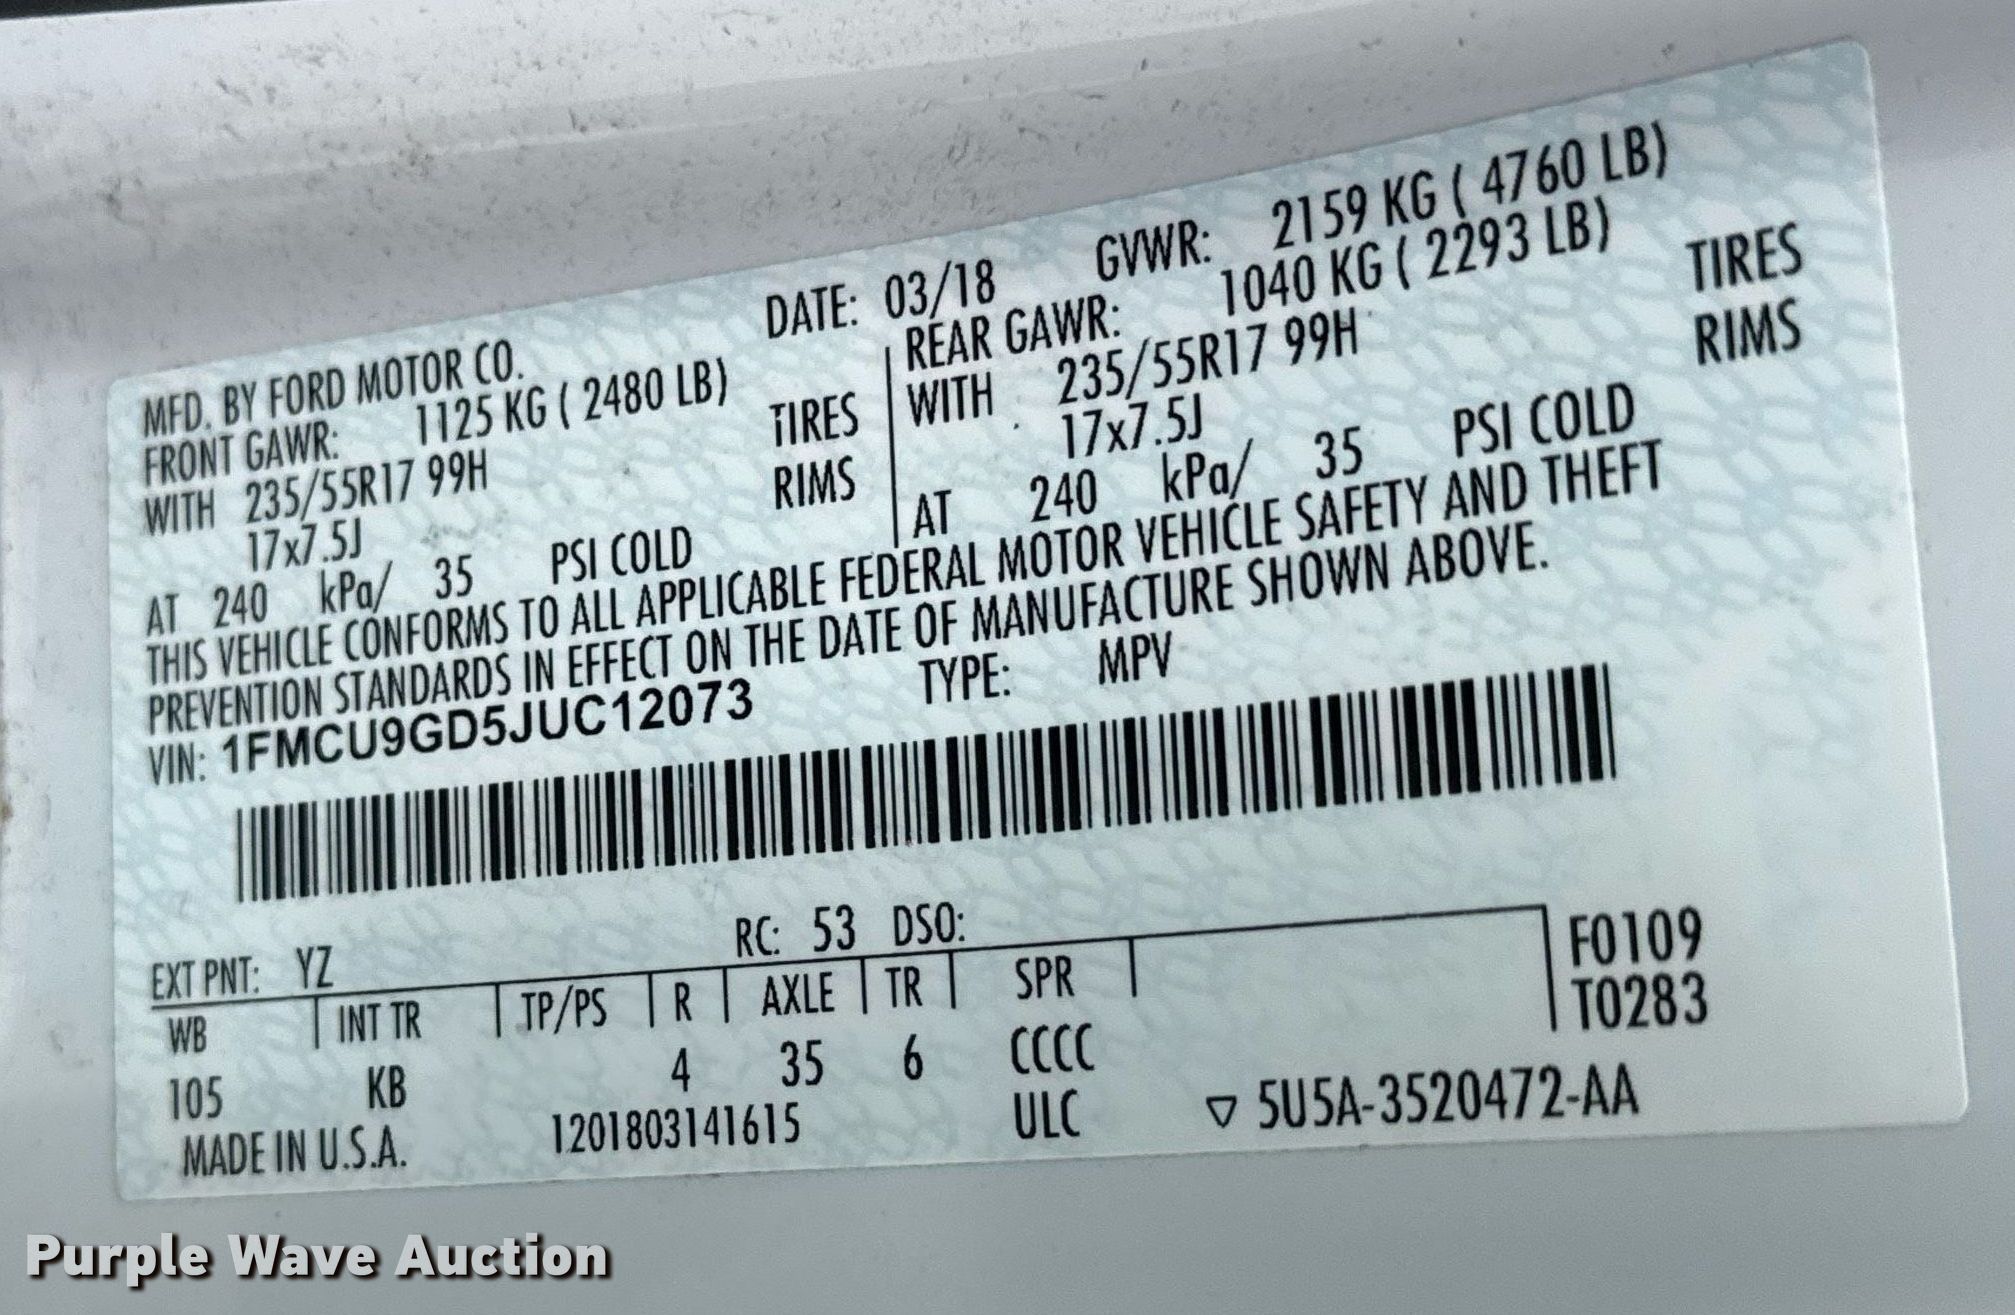 MFD. BY FORD MOTOR CO. DATE: 03/18 GVWR: 2159 KG ( 4760 LB)
FRONT GAWR: 1125 KG ( 2480 LB) REAR GAWR: 1040 KG ( 2293 LB)
WITH 235/55R17 99H TIRES WITH 235/55R17 99H TIRES
17x7.5J RIMS 17x7.5J RIMS
AT 240 kPa/ 35 PSI COLD AT 240 kPa/ 35 PSI COLD
THIS VEHICLE CONFORMS TO ALL APPLICABLE FEDERAL MOTOR VEHICLE SAFETY AND THEFT
PREVENTION STANDARDS IN EFFECT ON THE DATE OF MANUFACTURE SHOWN ABOVE.
VIN: 1FMCU9GD5JUC12073 TYPE: MPV
EXT PNT: YZ RC: 53 DSO: F0109
WB INT TR TP/PS R AXLE TR SPR T0283
105 KB 4 35 6 CCCC
MADE IN U.S.A. 1201803141615 ULC ▽ 5U5A-3520472-AA
Purple Wave Auction